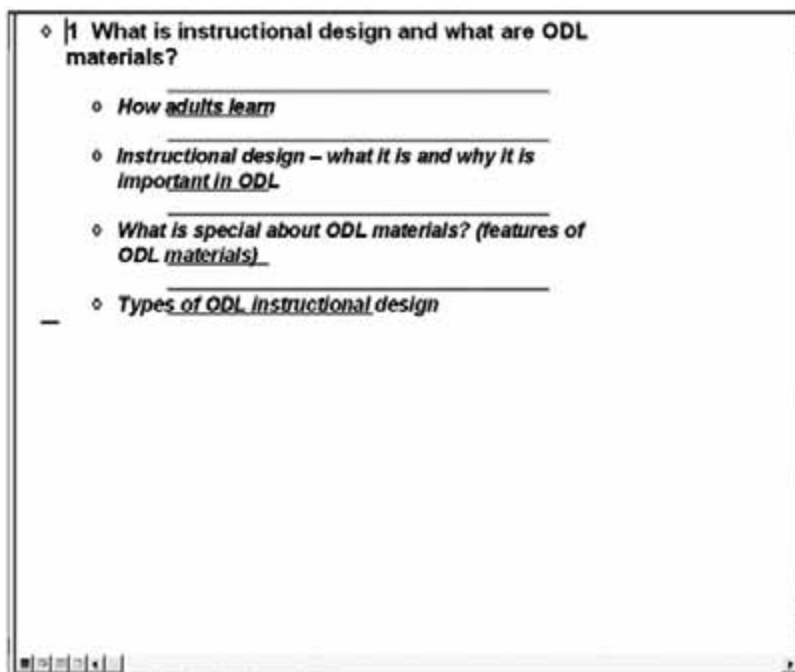 1 What is instructional design and what are ODL
materials?
How adults learn
Instructional design – what it is and why it is
important in ODL
What is special about ODL materials? (features of
ODL materials)
Types of ODL instructional design